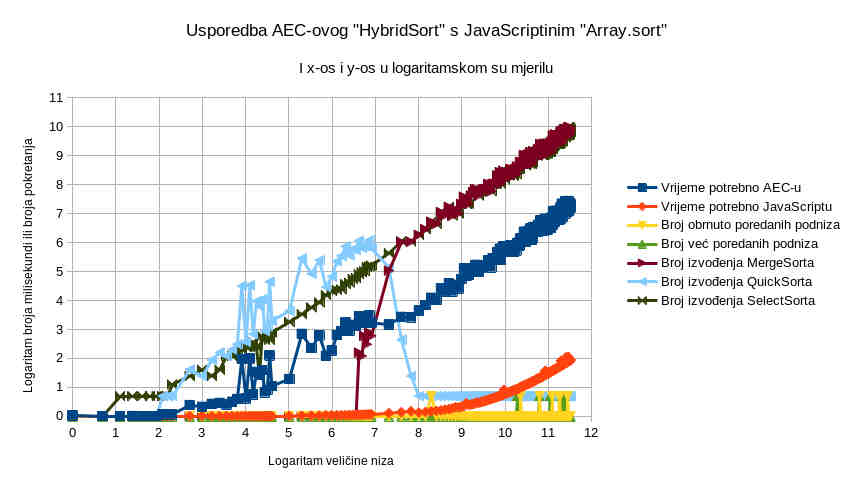 Usporedba AEC-ovog "HybridSort" s JavaScriptinim "Array.sort"
I x-os i y-os u logaritamskom su mjerilu
Logaritam broja milisekundi ili broja pokretanja
11
10
9
8
7
6
5
4
3
2
1
0
0 1 2 3 4 5 6 7 8 9 10 11 12
Logaritam veličine niza
Vrijeme potrebno AEC-u
Vrijeme potrebno JavaScriptu
Broj obrnuto poredanih podniza
Broj već poredanih podniza
Broj izvođenja MergeSorta
Broj izvođenja QuickSorta
Broj izvođenja SelectSorta